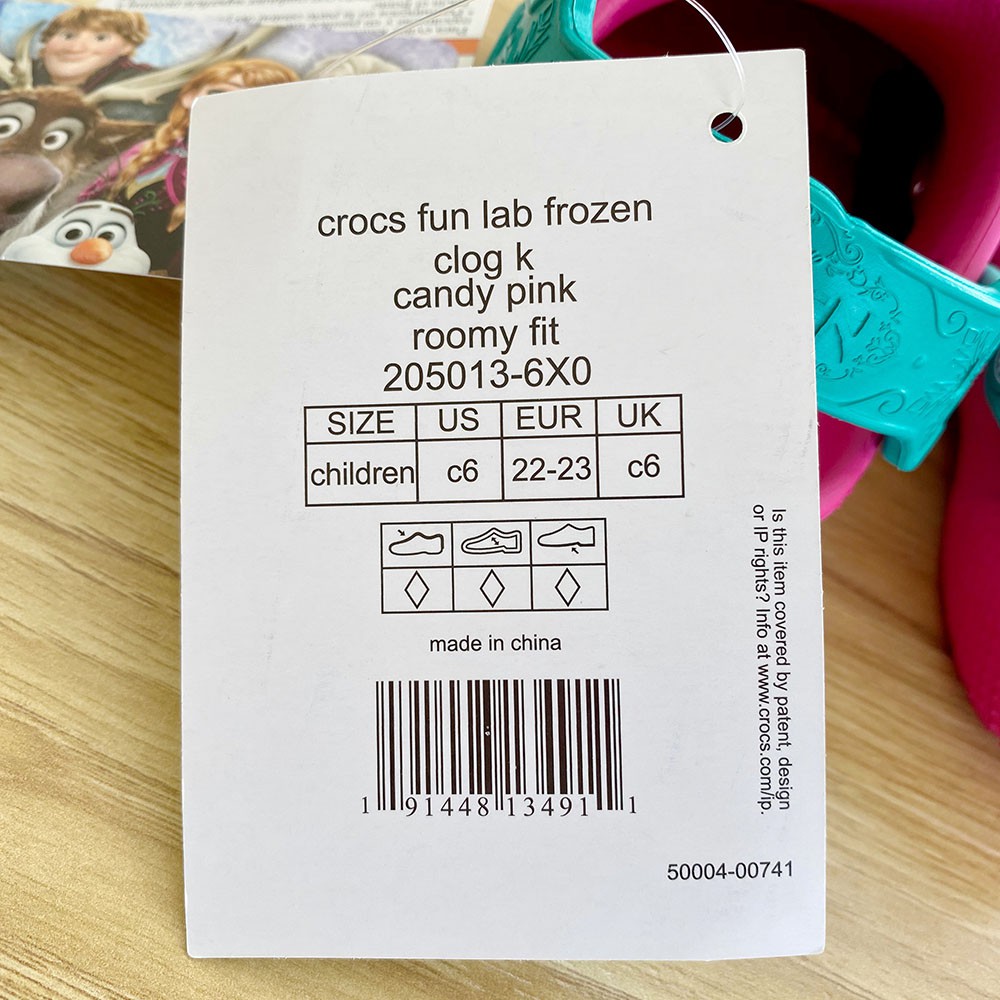 crocs fun lab frozen
clog k
candy pink
roomy fit
205013-6X0
SIZE US EUR UK
children c6 22-23 c6
made in china
1 91448 13491 1
Is this item covered by patent, design
or IP rights? Info at www.crocs.com/ip.
50004-00741